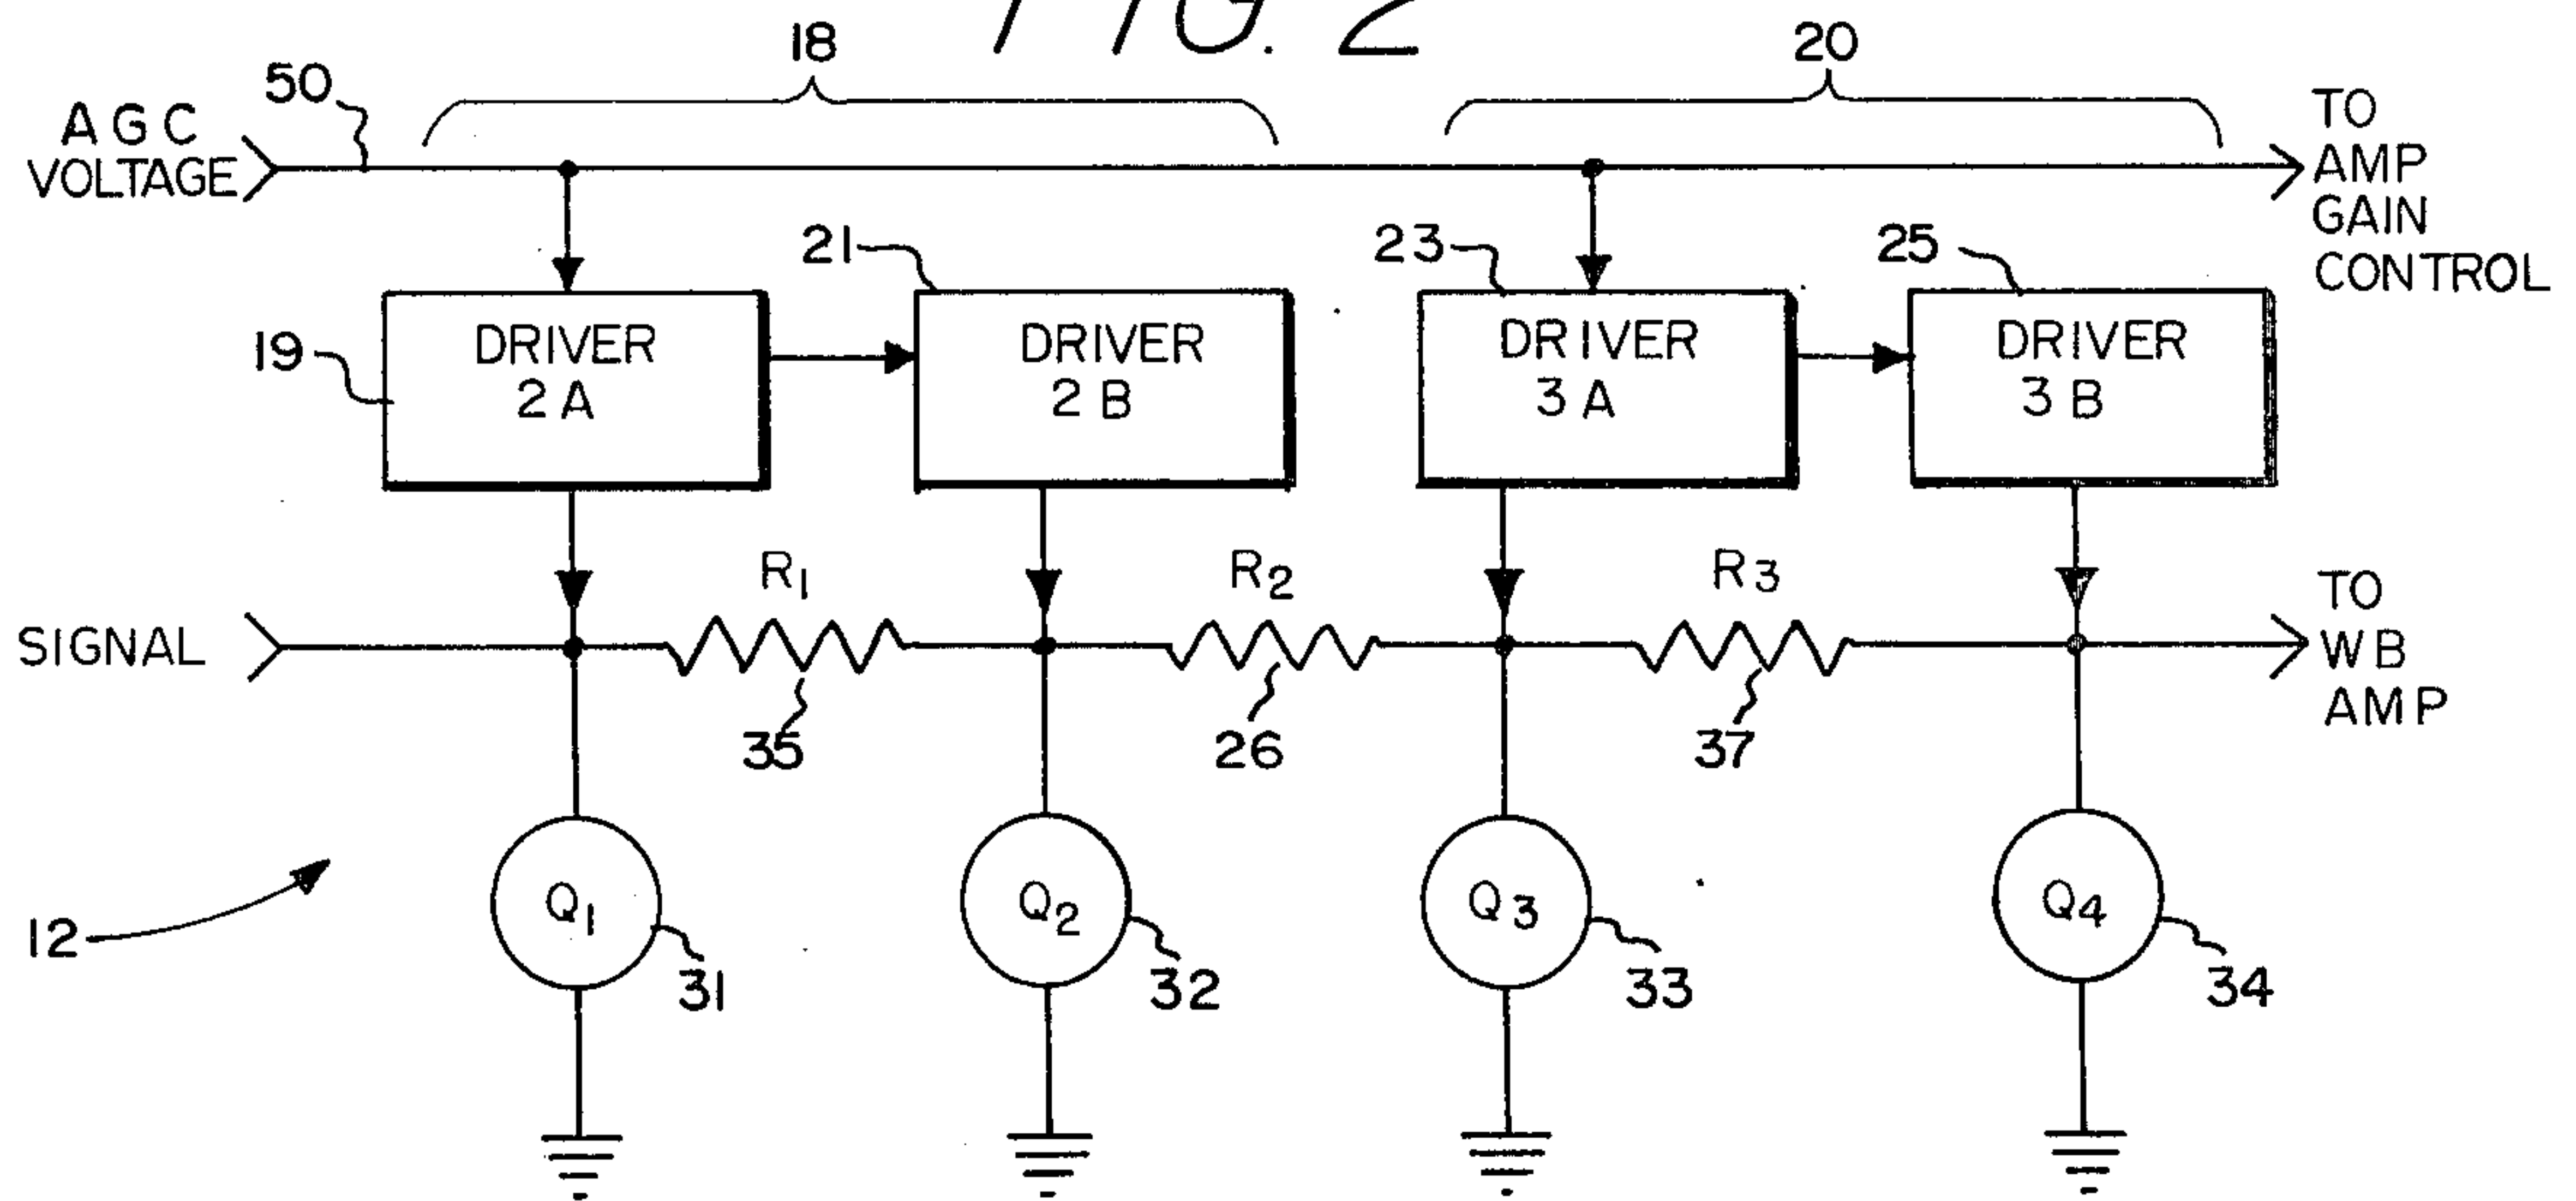 FIG. 2
18
20
50
AGC
VOLTAGE
TO
AMP
GAIN
CONTROL
21
23
25
19
DRIVER
2A
DRIVER
2B
DRIVER
3A
DRIVER
3B
R1
R2
R3
SIGNAL
TO
WB
AMP
35
26
37
12
Q1
Q2
Q3
Q4
31
32
33
34